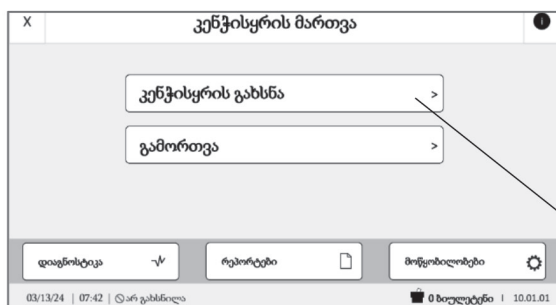 X კენჭისყრის მართვა i
კენჭისყრის გახსნა >
გამორთვა >
დიაგნოსტიკა რეპორტები მოწყობილობები
03/13/24 | 07:42 | არ გახსნილა 0 ბიულეტენი | 10.01.01